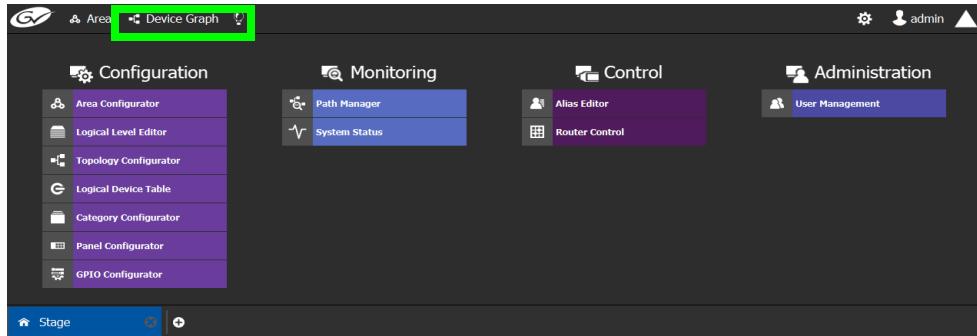 GV Area Device Graph admin
Configuration
Area Configurator
Logical Level Editor
Topology Configurator
Logical Device Table
Category Configurator
Panel Configurator
GPIO Configurator
Monitoring
Path Manager
System Status
Control
Alias Editor
Router Control
Administration
User Management
Stage